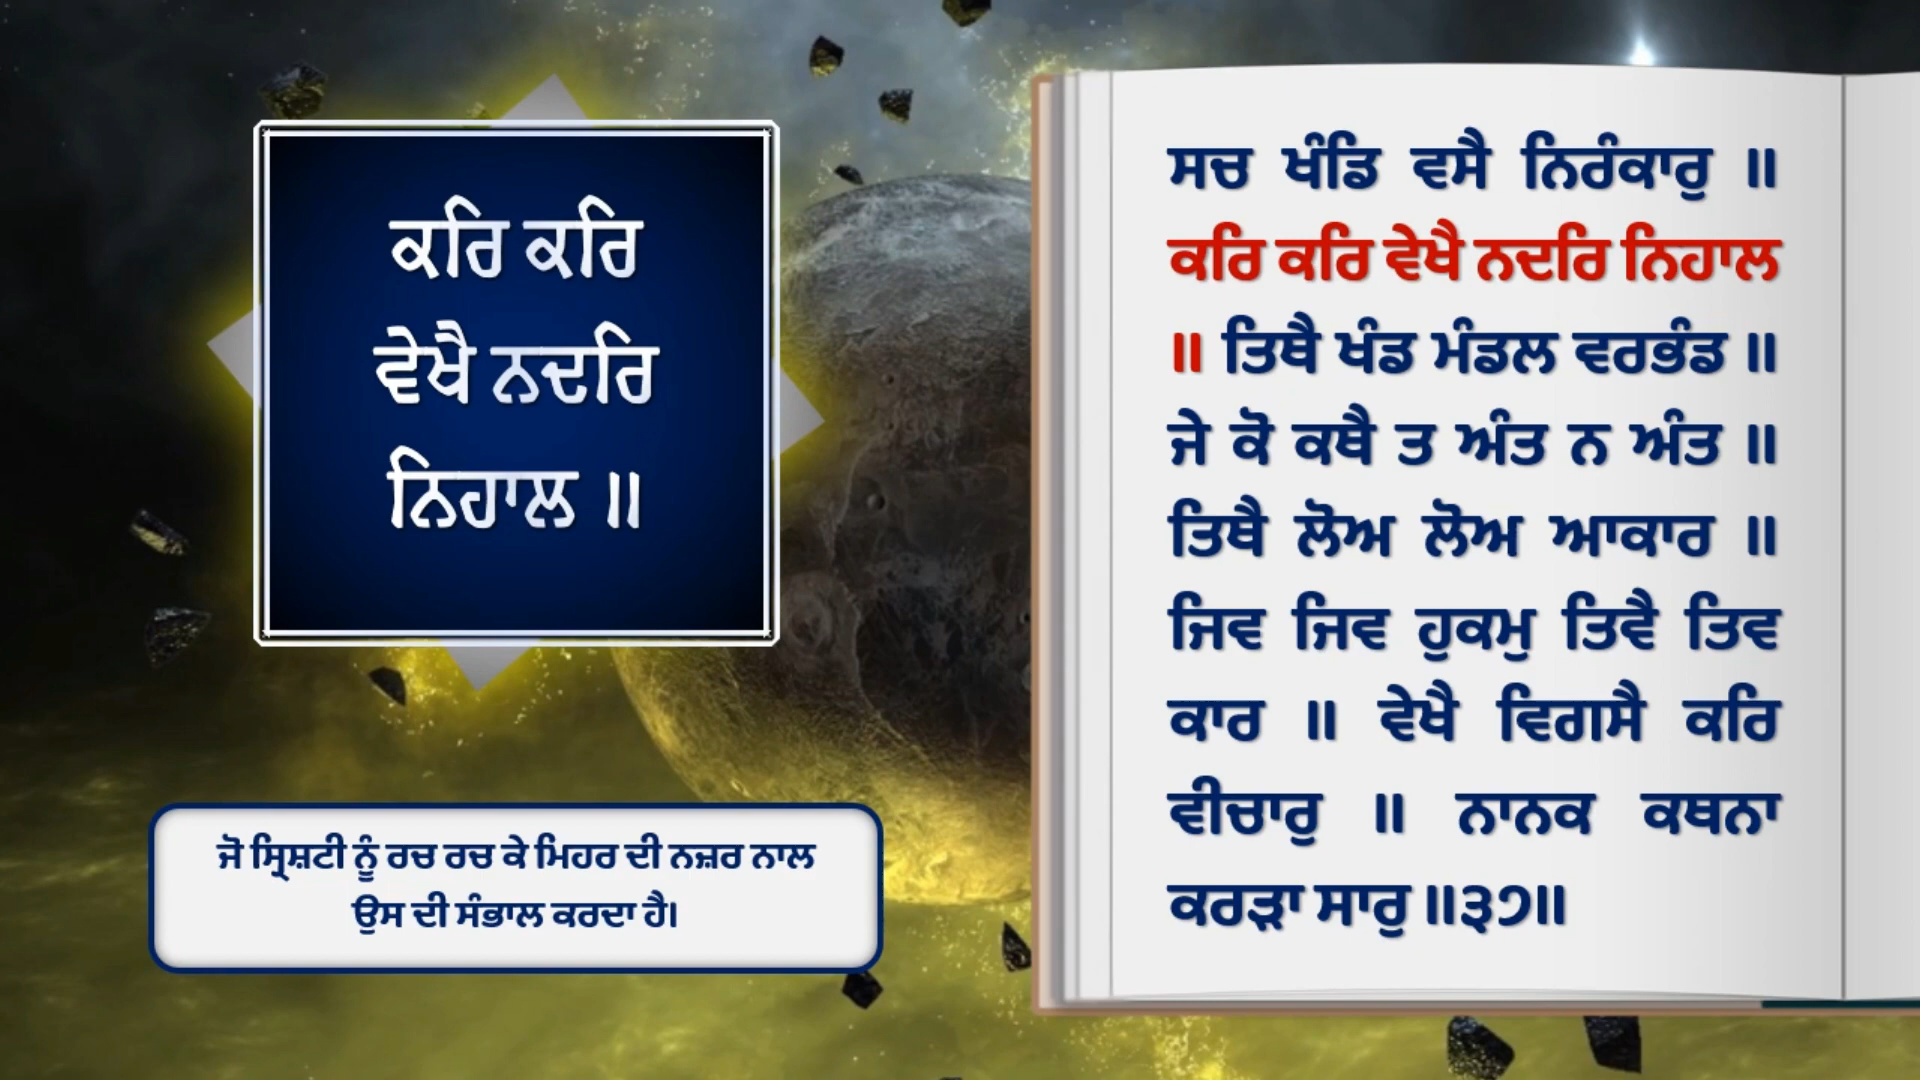 ਕਰਿ ਕਰਿ
ਵੇਖੈ ਨਦਰਿ
ਨਿਹਾਲ ॥
ਜੋ ਸ੍ਰਿਸ਼ਟੀ ਨੂੰ ਰਚ ਰਚ ਕੇ ਮਿਹਰ ਦੀ ਨਜ਼ਰ ਨਾਲ
ਉਸ ਦੀ ਸੰਭਾਲ ਕਰਦਾ ਹੈ।
ਸਚ ਖੰਡਿ ਵਸੈ ਨਿਰੰਕਾਰੁ ॥
ਕਰਿ ਕਰਿ ਵੇਖੈ ਨਦਰਿ ਨਿਹਾਲ
॥ ਤਿਥੈ ਖੰਡ ਮੰਡਲ ਵਰਭੰਡ ॥
ਜੇ ਕੋ ਕਥੈ ਤ ਅੰਤ ਨ ਅੰਤ ॥
ਤਿਥੈ ਲੋਅ ਲੋਅ ਆਕਾਰ ॥
ਜਿਵ ਜਿਵ ਹੁਕਮੁ ਤਿਵੈ ਤਿਵ
ਕਾਰ ॥ ਵੇਖੈ ਵਿਗਸੈ ਕਰਿ
ਵੀਚਾਰੁ ॥ ਨਾਨਕ ਕਥਨਾ
ਕਰੜਾ ਸਾਰੁ ॥੩੭॥